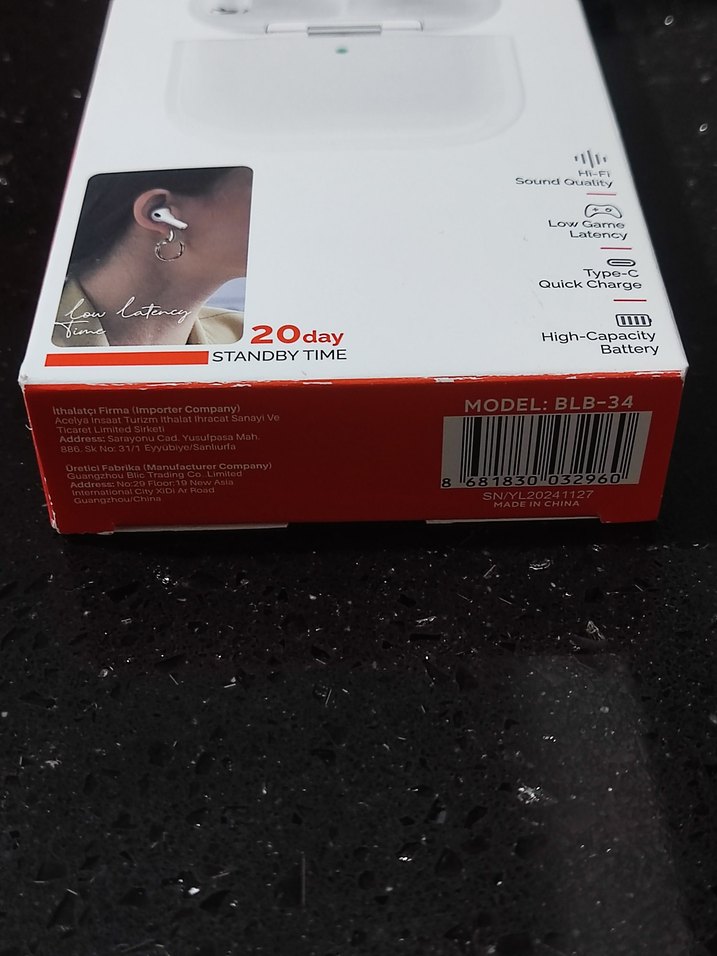 Hi-Fi
Sound Quality
Low Game
Latency
Type-C
Quick Charge
High-Capacity
Battery
low latency
Time
20day
STANDBY TIME
İthalatçı Firma (Importer Company)
Acelya Insaat Turizm Ithalat Ihracat Sanayi Ve
Ticaret Limited Sirketi
Address: Sarayonu Cad. Yusufpasa Mah.
886. Sk No: 31/1 Eyyübiye/Sanlıurfa
Üretici Fabrika (Manufacturer Company)
Guangzhou Blic Trading Co.,Limited
Address: No:29 Floor:19 New Asia
International City XiDi Ar Road
Guangzhou/China
MODEL: BLB-34
8 681830 032960
SN/YL20241127
MADE IN CHINA